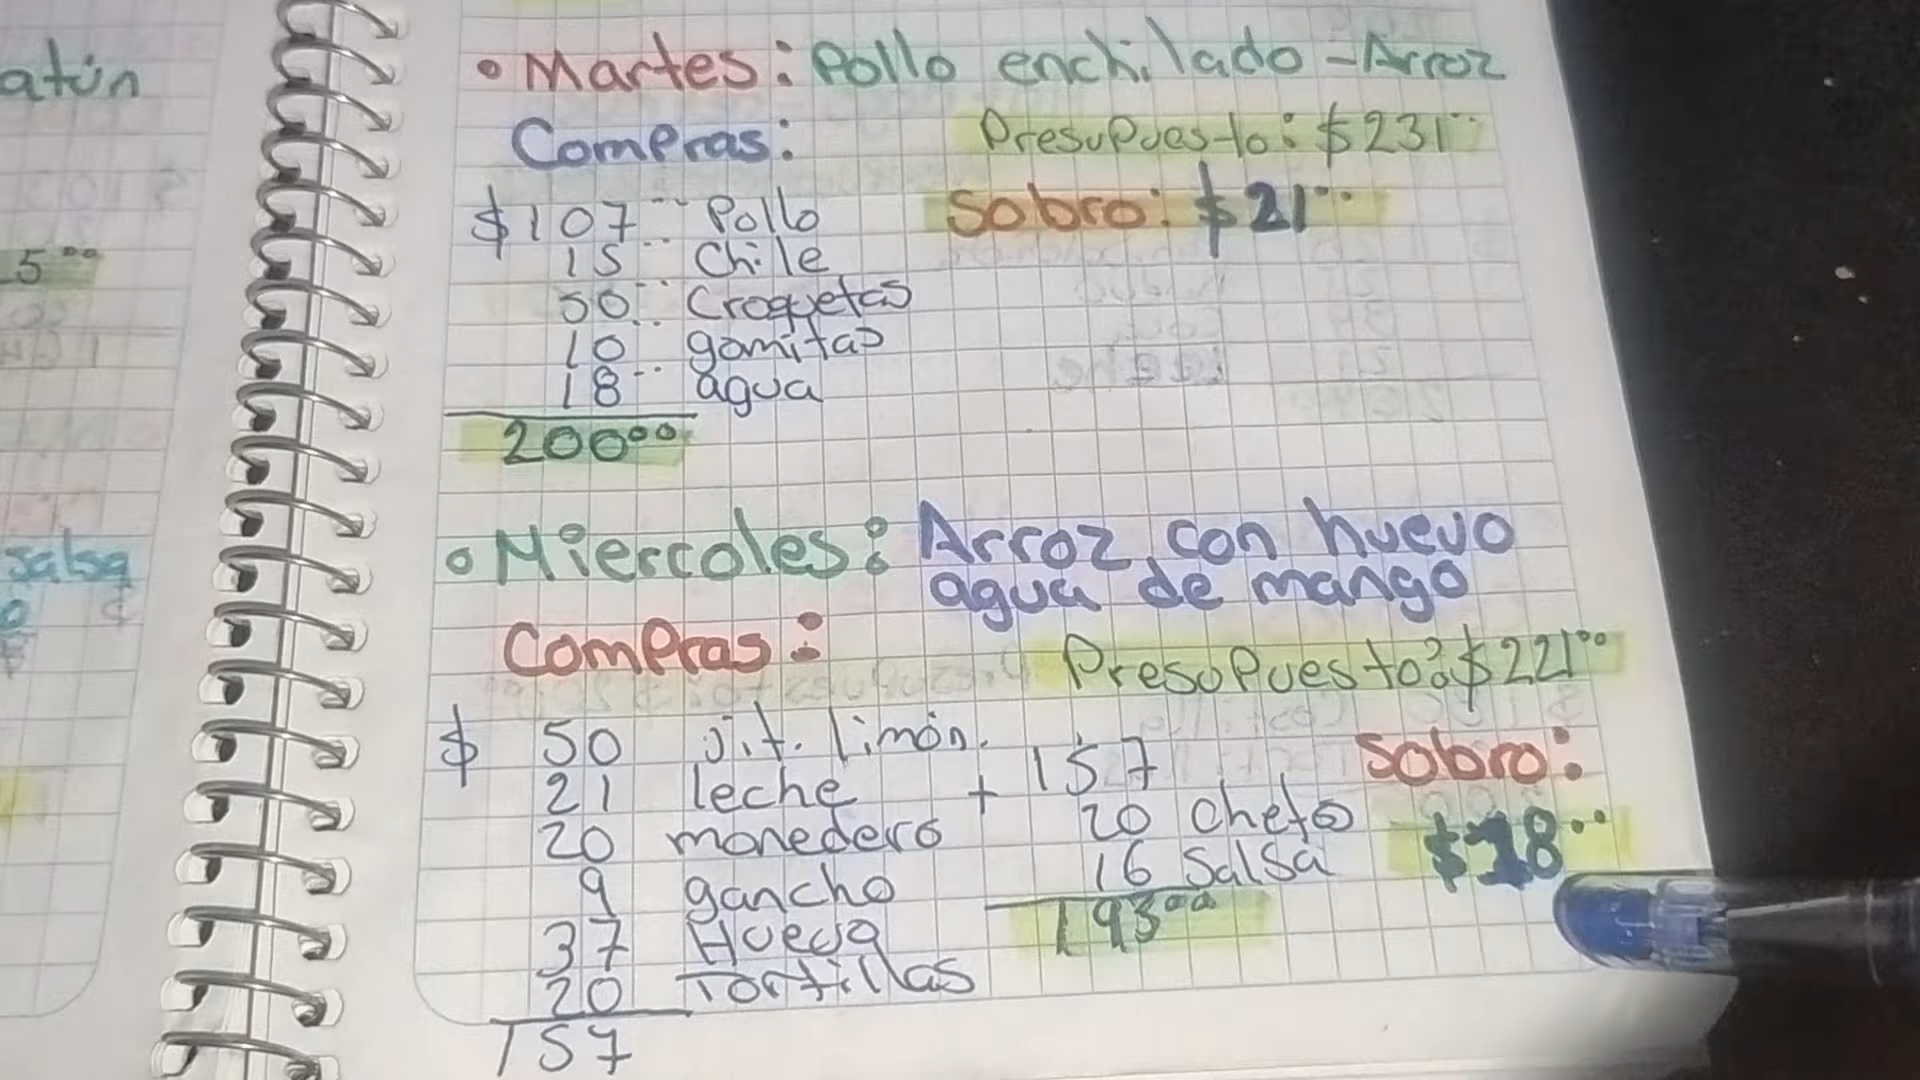 atún
5°°
salsa
• Martes: Pollo enchilado - Arroz
Compras:
Presupuesto: $231..
Sobro: $21..
$107.. Pollo
15.. Chile
50.. Croquetas
10.. gomitas
18.. agua
200°°
• Miercoles: Arroz con huevo
agua de mango
Compras:
Presupuesto: $221°°
$ 50 jit. limón.
21 leche
20 monedero
9 gancho
37 Huevo
20 Tortillas
157
+ 157
20 cheto
16 Salsa
193°°
Sobro:
$18..